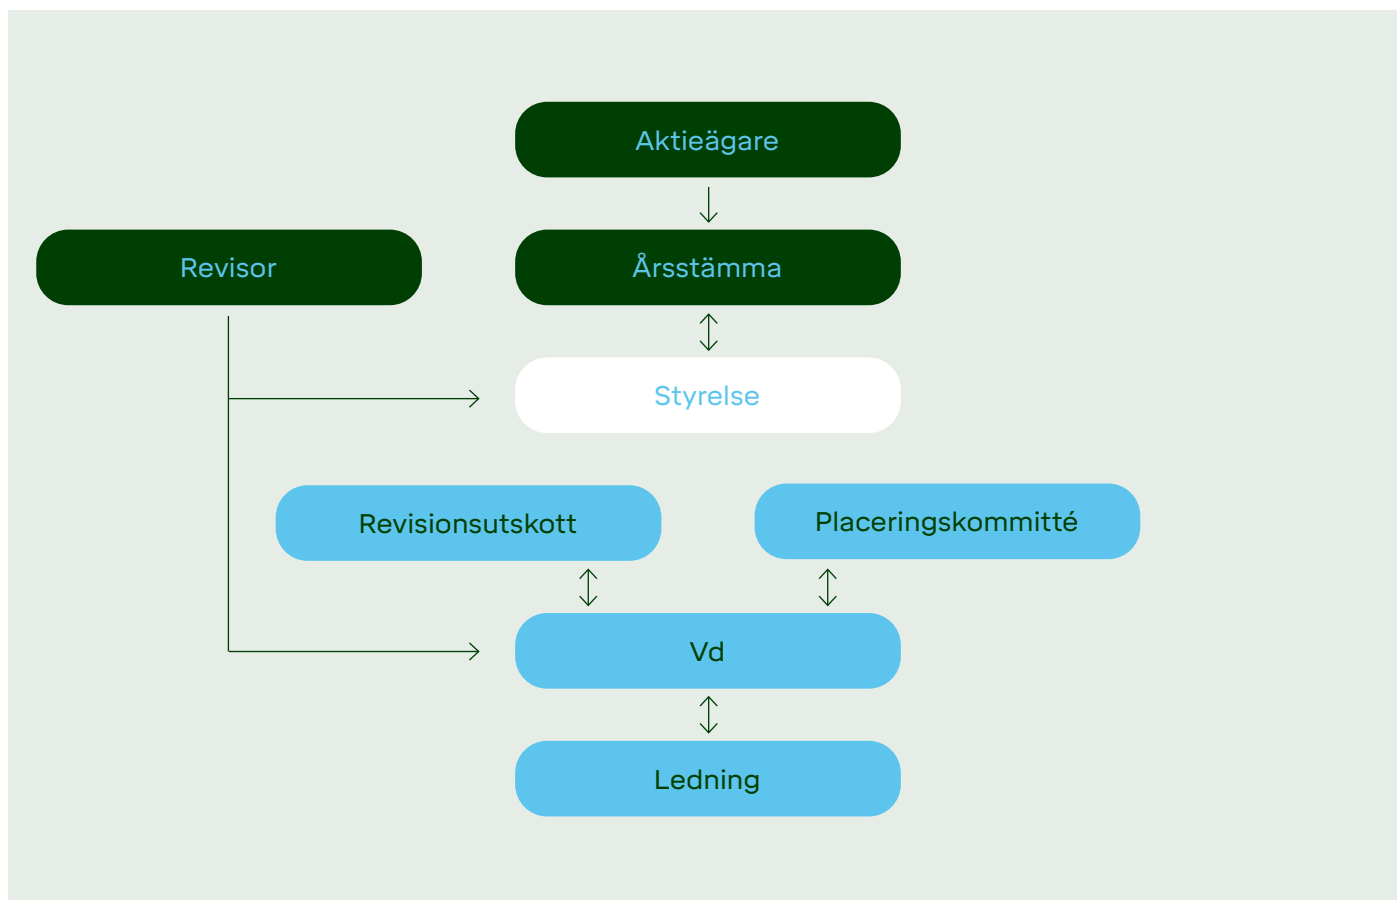 Aktieägare
Revisor
Årsstämma
Styrelse
Revisionsutskott
Placeringskommitté
Vd
Ledning